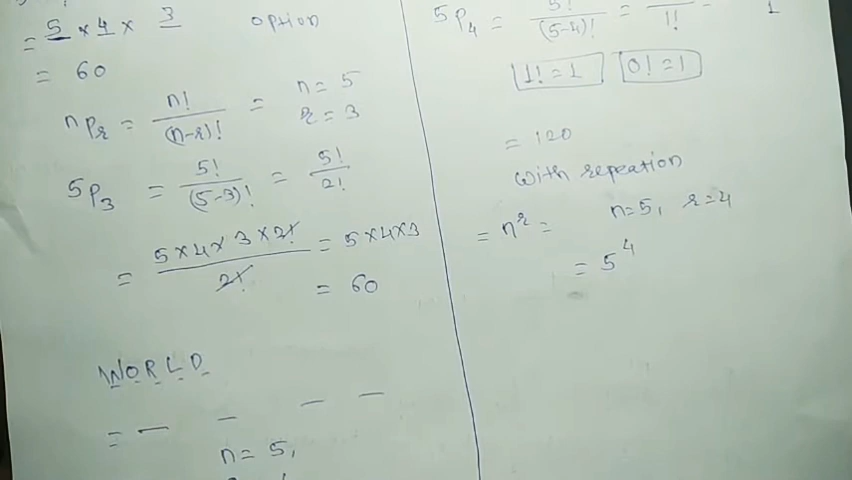 = 5 × 4 × 3 option
= 60
nPr = n!/(n-r)! = n = 5
r = 3
5P3 = 5!/(5-3)! = 5!/2!
= 5×4×3×2!/2! = 5×4×3
= 60
WORLD
= _ _ _ _
n = 5,
5P4 = 5!/(5-4)! = /1! = 1
1! = 1 0! = 1
= 120
with repeation
= n^r = n=5, r=4
= 5^4